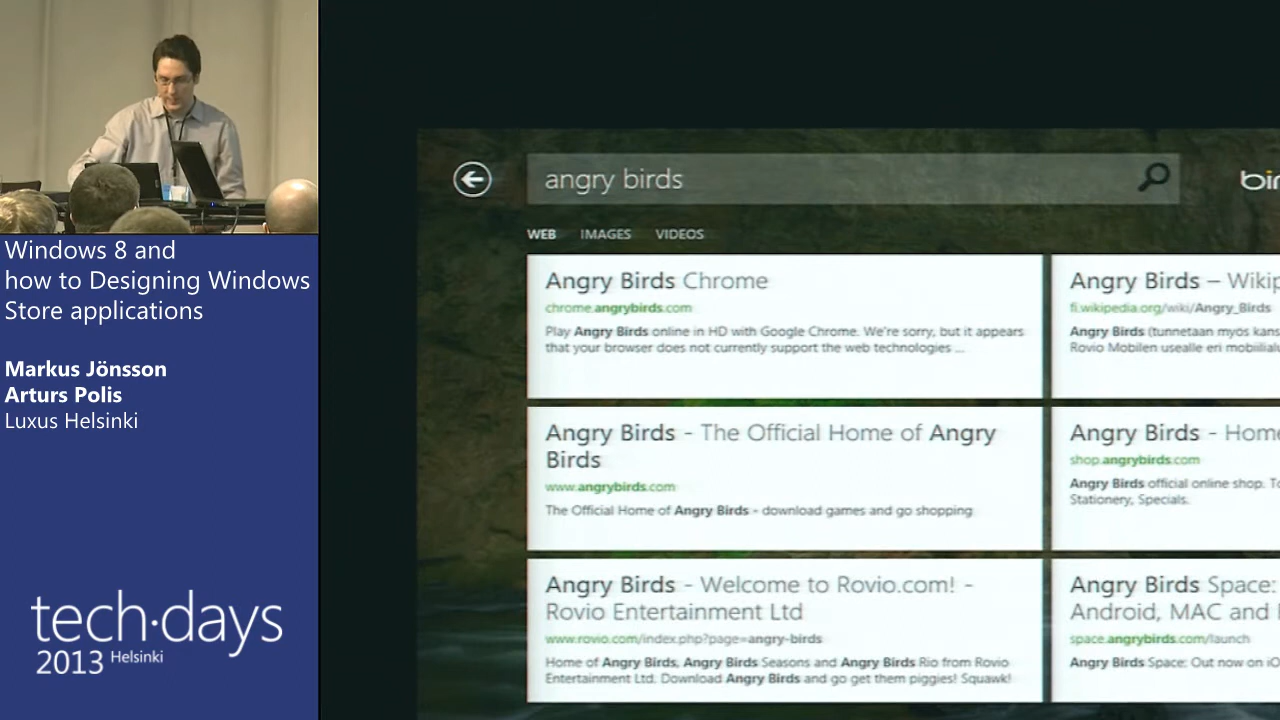 Windows 8 and
how to Designing Windows
Store applications
Markus Jönsson
Arturs Polis
Luxus Helsinki
tech·days
2013 Helsinki
angry birds
WEB IMAGES VIDEOS
Angry Birds Chrome
chrome.angrybirds.com
Play Angry Birds online in HD with Google Chrome. We're sorry, but it appears
that your browser does not currently support the web technologies ...
Angry Birds - The Official Home of Angry
Birds
www.angrybirds.com
The Official Home of Angry Birds - download games and go shopping
Angry Birds - Welcome to Rovio.com! -
Rovio Entertainment Ltd
www.rovio.com/index.php?page=angry-birds
Home of Angry Birds, Angry Birds Seasons and Angry Birds Rio from Rovio
Entertainment Ltd. Download Angry Birds and go get them piggies! Squawk!
Angry Birds –
fi.wikipedia.org/wiki/Angry_Birds
Angry Birds (tunnetaan myös
Rovio Mobilen usealle eri
Angry Birds -
shop.angrybirds.com
Angry Birds official online shop.
Stationery, Specials.
Angry Birds Space:
Android, MAC and
space.angrybirds.com/launch
Angry Birds Space: Out now on